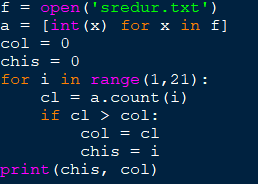 f = open('sredur.txt')
a = [int(x) for x in f]
col = 0
chis = 0
for i in range(1,21):
    cl = a.count(i)
    if cl > col:
        col = cl
        chis = i
print(chis, col)